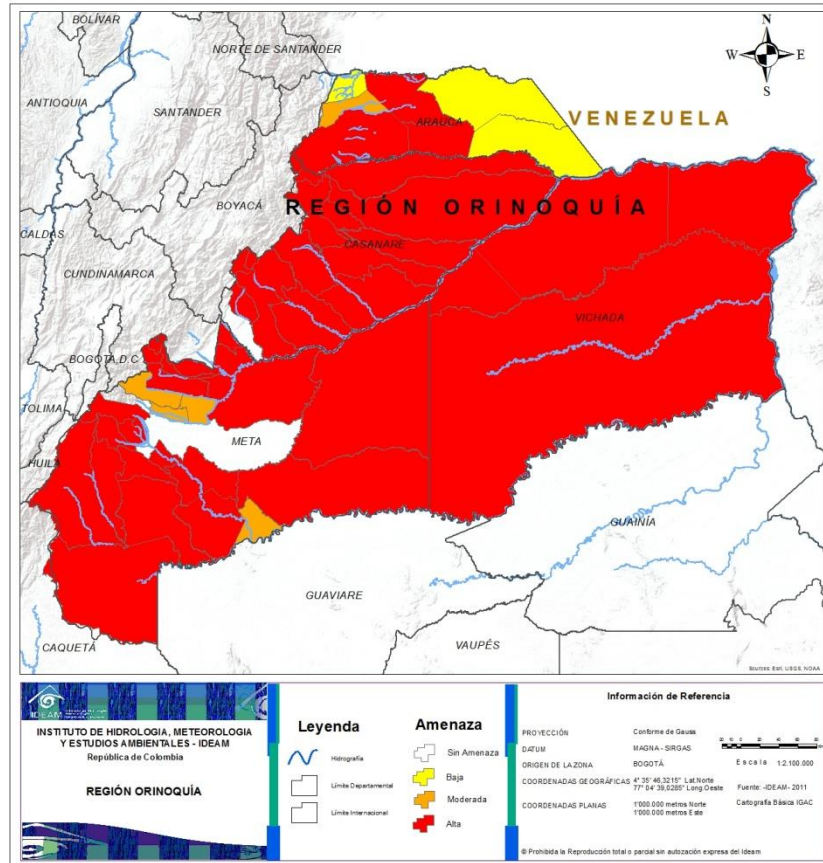 BOLÍVAR
NORTE DE SANTANDER
N
W E
S
ANTIOQUIA
SANTANDER
ARAUCA
VENEZUELA
BOYACÁ
REGIÓN ORINOQUÍA
CALDAS
CASANARE
CUNDINAMARCA
VICHADA
BOGOTÁ D.C
TOLIMA
META
HUILA
GUAINÍA
GUAVIARE
CAQUETÁ
VAUPÉS
Sources: Esri, USGS, NOAA
IDEAM
INSTITUTO DE HIDROLOGIA, METEOROLOGIA
Y ESTUDIOS AMBIENTALES - IDEAM
República de Colombia
REGIÓN ORINOQUÍA
Leyenda
Hidrografía
Límite Departamental
Límite Internacional
Amenaza
Sin Amenaza
Baja
Moderada
Alta
Información de Referencia
PROYECCIÓN Conforme de Gauss
DATUM MAGNA - SIRGAS
ORIGEN DE LA ZONA BOGOTÁ
Escala 1:2.100.000
COORDENADAS GEOGRÁFICAS 4° 35' 46,3215" Lat.Norte
77° 04' 39,0285" Long.Oeste
Fuente: -IDEAM- 2011
COORDENADAS PLANAS 1'000.000 metros Norte
1'000.000 metros Este
Cartografía Básica IGAC
© Prohibida la Reproducción total o parcial sin autozación expresa del Ideam